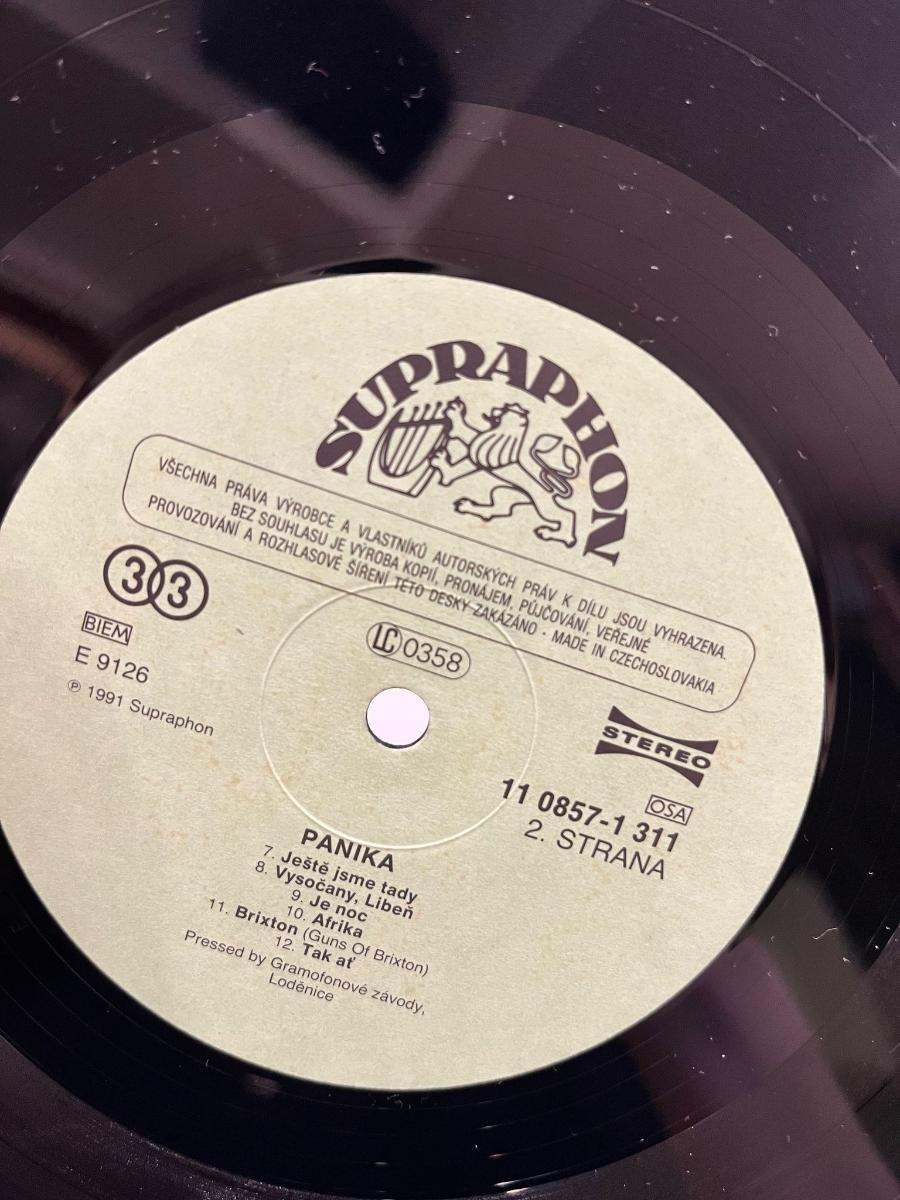 SUPRAPHON
VŠECHNA PRÁVA VÝROBCE A VLASTNÍKŮ AUTORSKÝCH PRÁV K DÍLU JSOU VYHRAZENA.
BEZ SOUHLASU JE VÝROBA KOPIÍ, PRONÁJEM, PŮJČOVÁNÍ, VEŘEJNÉ
PROVOZOVÁNÍ A ROZHLASOVÉ ŠÍŘENÍ TÉTO DESKY ZAKÁZÁNO - MADE IN CZECHOSLOVAKIA
33
BIEM
E 9126
℗ 1991 Supraphon
LC 0358
STEREO
OSA
11 0857-1 311
2. STRANA
PANIKA
7. Ještě jsme tady
8. Vysočany, Libeň
9. Je noc
10. Afrika
11. Brixton (Guns Of Brixton)
12. Tak ať
Pressed by Gramofonové závody,
Loděnice